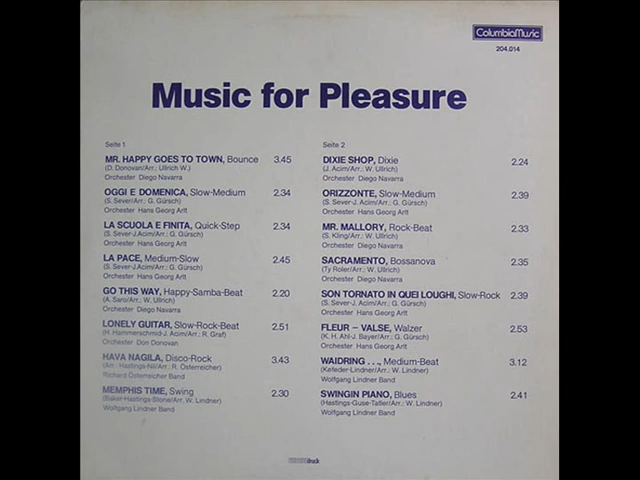 ColumbiaMusic
204.014
Music for Pleasure
Seite 1
MR. HAPPY GOES TO TOWN, Bounce 3.45
(D. Donovan/Arr.: Ullrich W.)
Orchester Diego Navarra
OGGI E DOMENICA, Slow-Medium 2.34
(S. Sever/Arr.: G. Gürsch)
Orchester Hans Georg Arlt
LA SCUOLA E FINITA, Quick-Step 2.34
(S. Sever-J.Acim/Arr.: G. Gürsch)
Orchester Hans Georg Arlt
LA PACE, Medium-Slow 2.45
(S. Sever-J.Acim/Arr.: G. Gürsch)
Orchester Hans Georg Arlt
GO THIS WAY, Happy-Samba-Beat 2.20
(A. Saro/Arr.: W. Ullrich)
Orchester Diego Navarra
LONELY GUITAR, Slow-Rock-Beat 2.51
(H. Hammerschmid-J. Acim/Arr.: R. Graf)
Orchester Don Donovan
HAVA NAGILA, Disco-Rock 3.43
(Arr.: Hastings-Nil/Arr.: R. Österreicher)
Richard Österreicher Band
MEMPHIS TIME, Swing 2.30
(Baker-Hastings-Stone/Arr.: W. Lindner)
Wolfgang Lindner Band
Seite 2
DIXIE SHOP, Dixie 2.24
(J. Acim/Arr.: W. Ullrich)
Orchester Diego Navarra
ORIZZONTE, Slow-Medium 2.39
(S. Sever/Arr.: G. Gürsch)
Orchester Hans Georg Arlt
MR. MALLORY, Rock-Beat 2.33
(S. Kling/Arr.: W. Ullrich)
Orchester Diego Navarra
SACRAMENTO, Bossanova 2.35
(Ty Roler/Arr.: W. Ullrich)
Orchester Diego Navarra
SON TORNATO IN QUEI LOUGHI, Slow-Rock 2.39
(S. Sever-J. Acim/Arr.: G. Gürsch)
Orchester Hans Georg Arlt
FLEUR – VALSE, Walzer 2.53
(K. H. Ahl-J. Bayer/Arr.: G. Gürsch)
Orchester Hans Georg Arlt
WAIDRING . . ., Medium-Beat 3.12
(Kefeder-Lindner/Arr.: W. Lindner)
Wolfgang Lindner Band
SWINGIN PIANO, Blues 2.41
(Hastings-Guse-Tatler/Arr.: W. Lindner)
Wolfgang Lindner Band